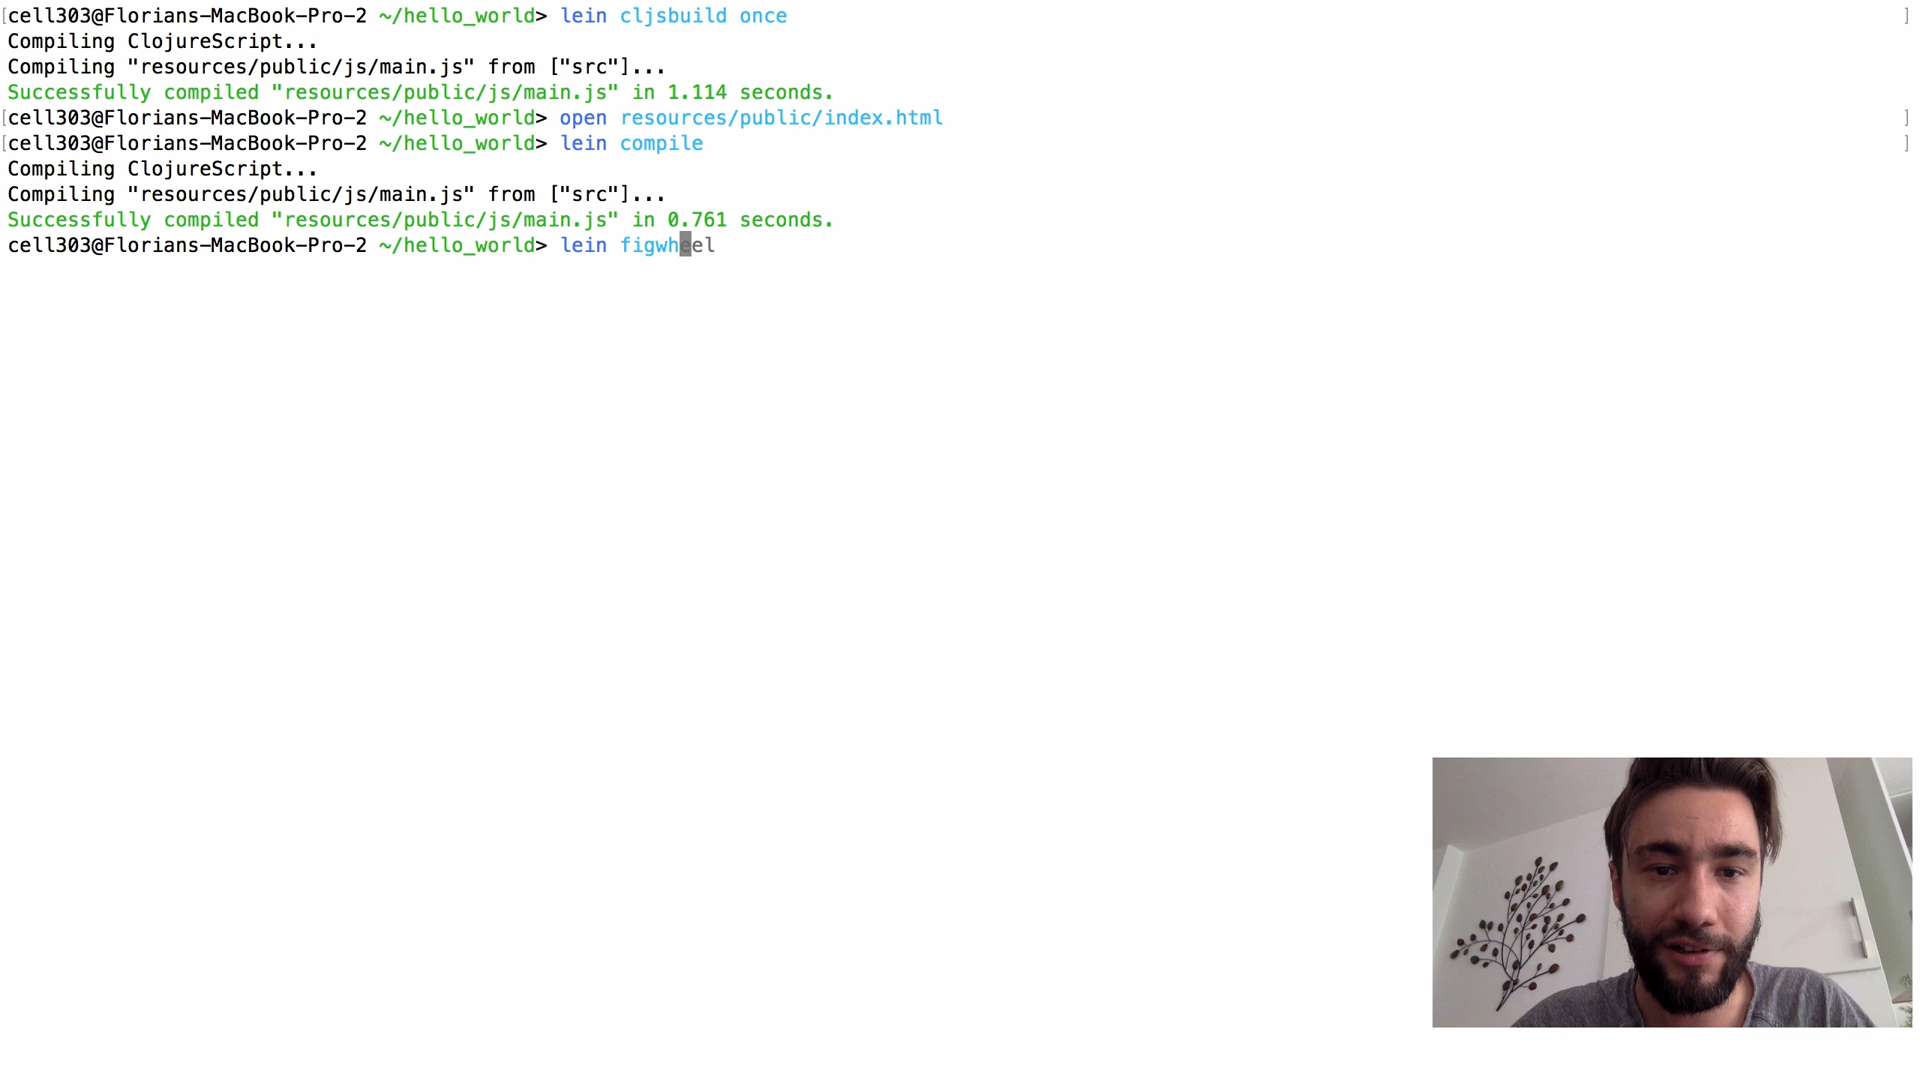 [cell303@Florians-MacBook-Pro-2 ~/hello_world> lein cljsbuild once ]
Compiling ClojureScript...
Compiling "resources/public/js/main.js" from ["src"]...
Successfully compiled "resources/public/js/main.js" in 1.114 seconds.
[cell303@Florians-MacBook-Pro-2 ~/hello_world> open resources/public/index.html ]
[cell303@Florians-MacBook-Pro-2 ~/hello_world> lein compile ]
Compiling ClojureScript...
Compiling "resources/public/js/main.js" from ["src"]...
Successfully compiled "resources/public/js/main.js" in 0.761 seconds.
cell303@Florians-MacBook-Pro-2 ~/hello_world> lein figwheel